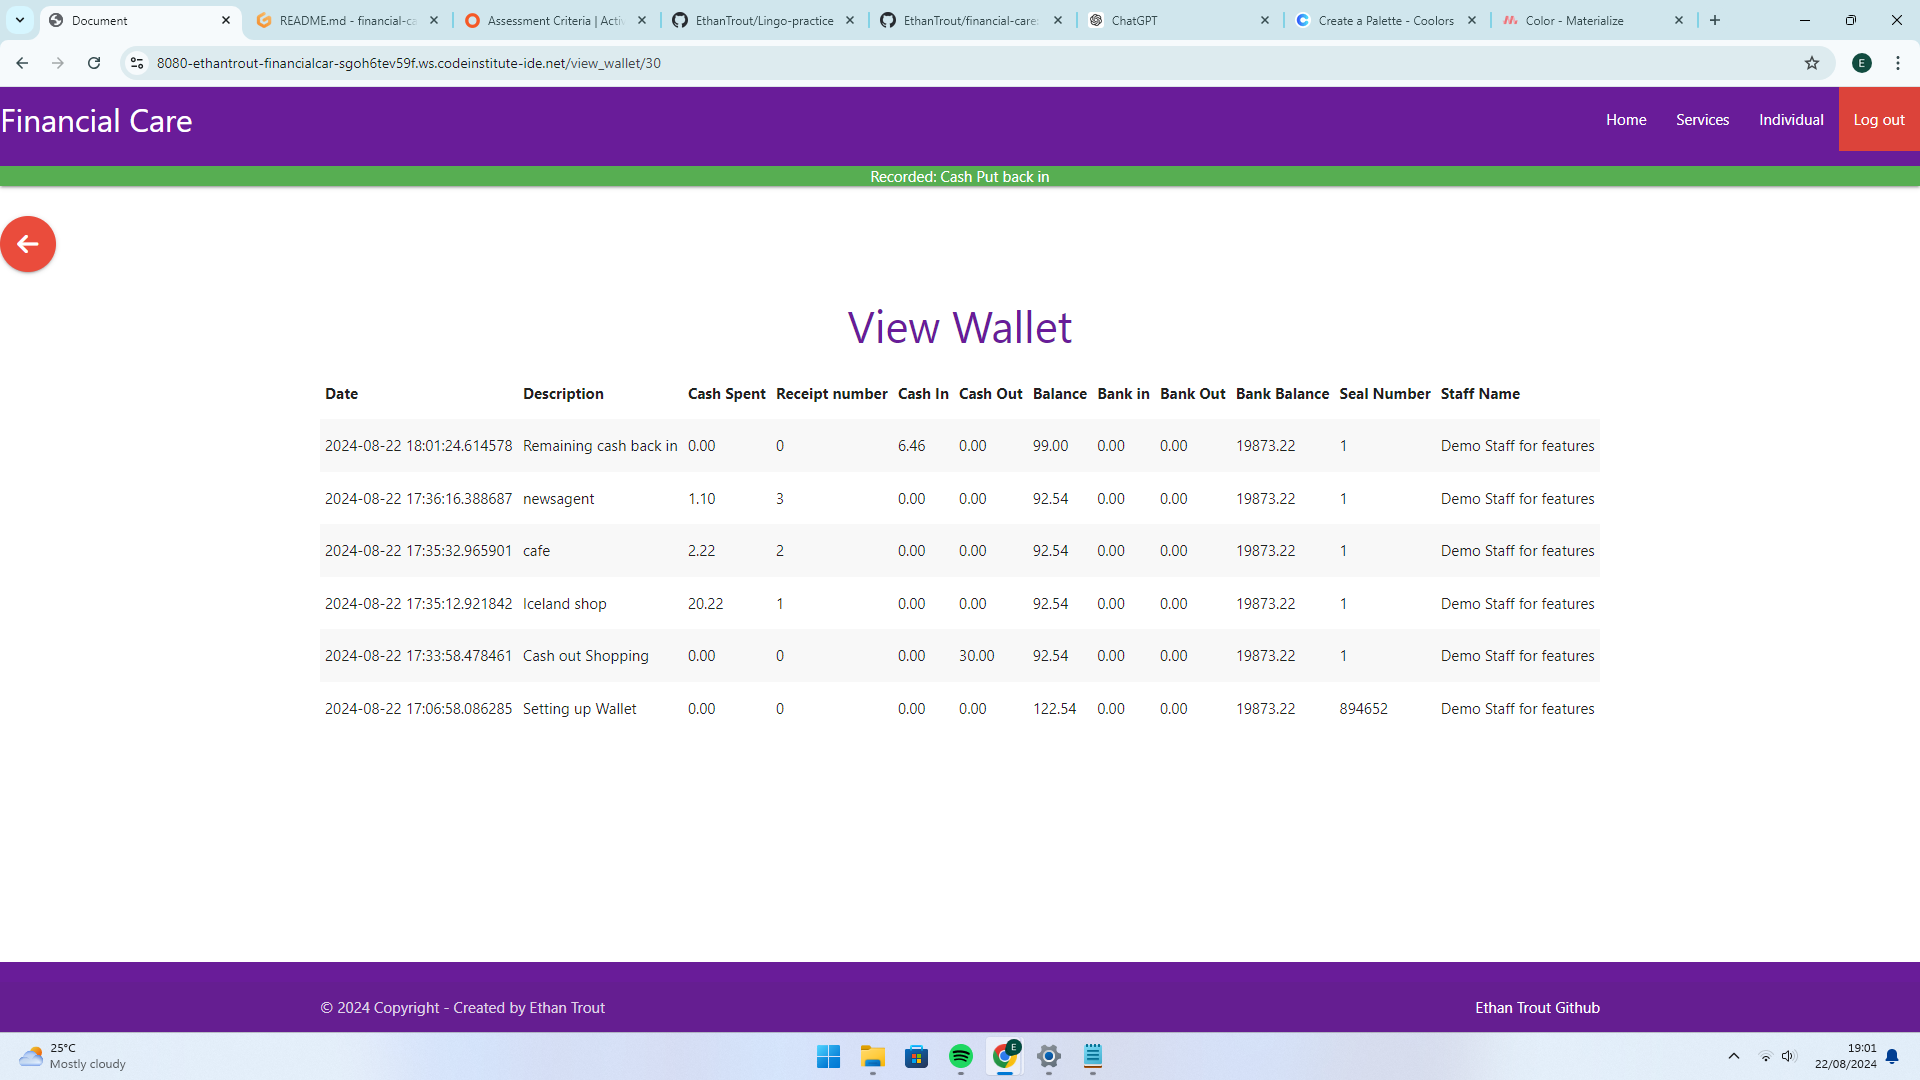 Document
README.md - financial-ca
Assessment Criteria | Activ
EthanTrout/Lingo-practice
EthanTrout/financial-care:
ChatGPT
Create a Palette - Coolors
Color - Materialize
8080-ethantrout-financialcar-sgoh6tev59f.ws.codeinstitute-ide.net/view_wallet/30
E
Financial Care
Home Services Individual Log out
Recorded: Cash Put back in
View Wallet
Date Description Cash Spent Receipt number Cash In Cash Out Balance Bank in Bank Out Bank Balance Seal Number Staff Name
2024-08-22 18:01:24.614578 Remaining cash back in 0.00 0 6.46 0.00 99.00 0.00 0.00 19873.22 1 Demo Staff for features
2024-08-22 17:36:16.388687 newsagent 1.10 3 0.00 0.00 92.54 0.00 0.00 19873.22 1 Demo Staff for features
2024-08-22 17:35:32.965901 cafe 2.22 2 0.00 0.00 92.54 0.00 0.00 19873.22 1 Demo Staff for features
2024-08-22 17:35:12.921842 Iceland shop 20.22 1 0.00 0.00 92.54 0.00 0.00 19873.22 1 Demo Staff for features
2024-08-22 17:33:58.478461 Cash out Shopping 0.00 0 0.00 30.00 92.54 0.00 0.00 19873.22 1 Demo Staff for features
2024-08-22 17:06:58.086285 Setting up Wallet 0.00 0 0.00 0.00 122.54 0.00 0.00 19873.22 894652 Demo Staff for features
© 2024 Copyright - Created by Ethan Trout
Ethan Trout Github
25°C
Mostly cloudy
E
19:01
22/08/2024